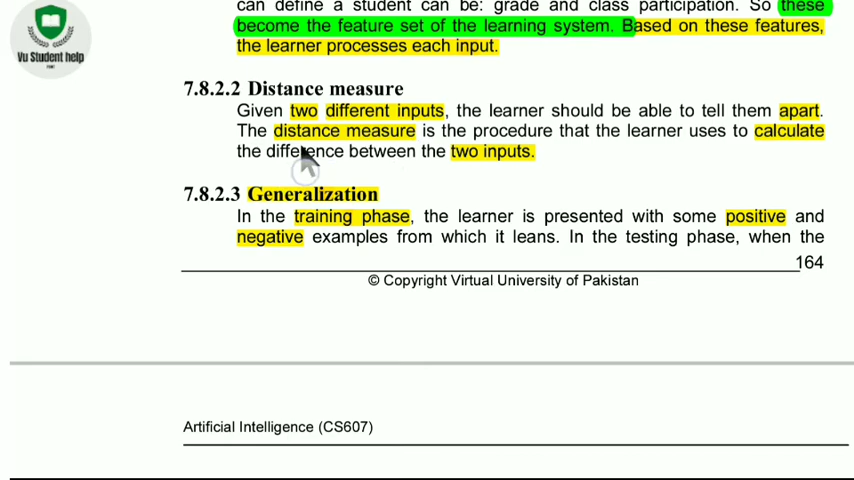 can define a student can be: grade and class participation. So these
become the feature set of the learning system. Based on these features,
the learner processes each input.
Vu Student help
7.8.2.2 Distance measure
Given two different inputs, the learner should be able to tell them apart.
The distance measure is the procedure that the learner uses to calculate
the difference between the two inputs.
7.8.2.3 Generalization
In the training phase, the learner is presented with some positive and
negative examples from which it leans. In the testing phase, when the
164
© Copyright Virtual University of Pakistan
Artificial Intelligence (CS607)